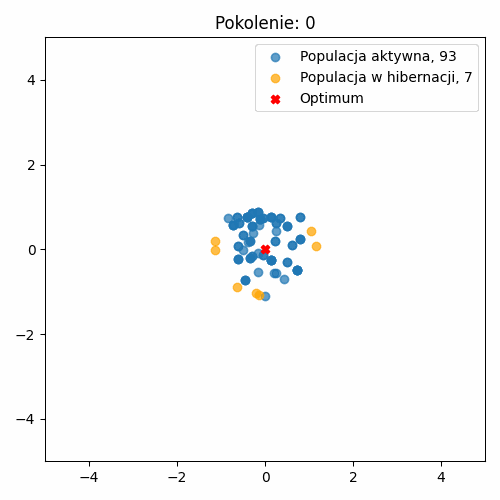 Pokolenie: 0
Populacja aktywna, 93
Populacja w hibernacji, 7
Optimum
4
2
0
−2
−4
−4 −2 0 2 4